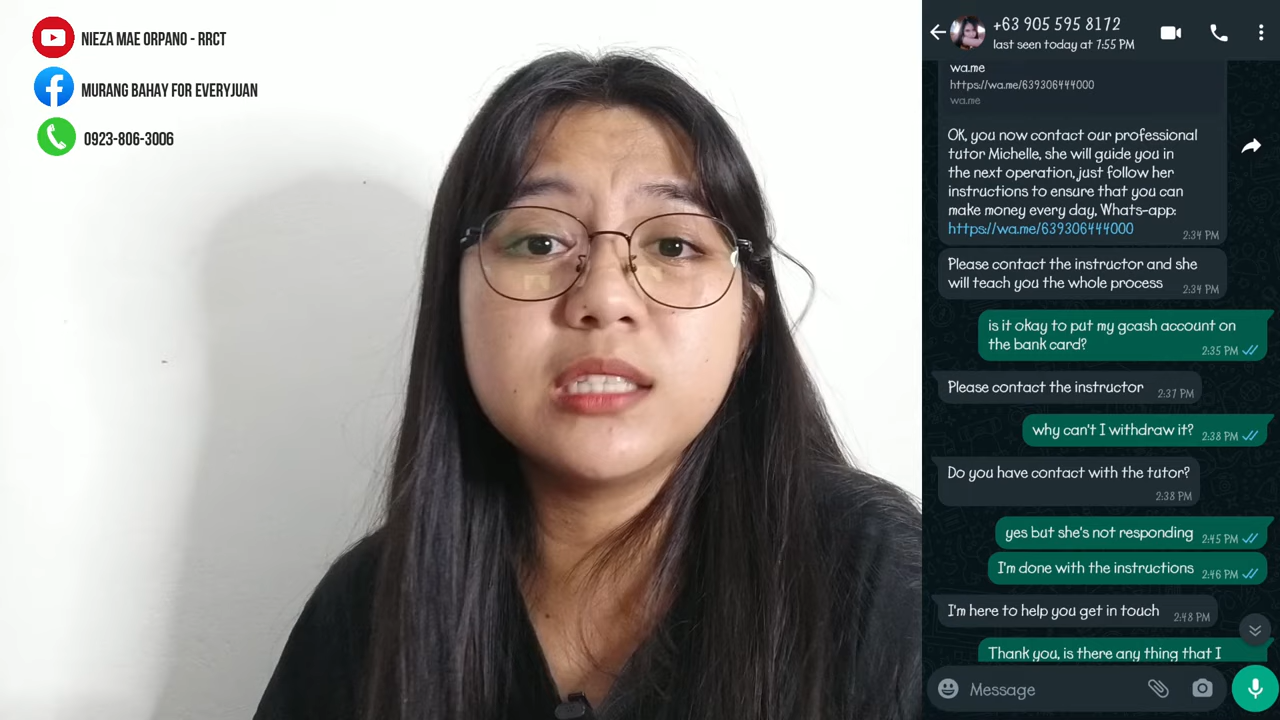 NIEZA MAE ORPANO - RRCT
MURANG BAHAY FOR EVERYJUAN
0923-806-3006
+63 905 595 8172
last seen today at 7:55 PM
wa.me
https://wa.me/639306444000
wa.me
OK, you now contact our professional
tutor Michelle, she will guide you in
the next operation, just follow her
instructions to ensure that you can
make money every day, Whats-app:
https://wa.me/639306444000
2:34 PM
Please contact the instructor and she
will teach you the whole process
2:34 PM
is it okay to put my gcash account on
the bank card?
2:35 PM
Please contact the instructor
2:37 PM
why can't I withdraw it?
2:38 PM
Do you have contact with the tutor?
2:38 PM
yes but she's not responding
2:45 PM
I'm done with the instructions
2:46 PM
I'm here to help you get in touch
2:48 PM
Thank you, is there any thing that I
Message